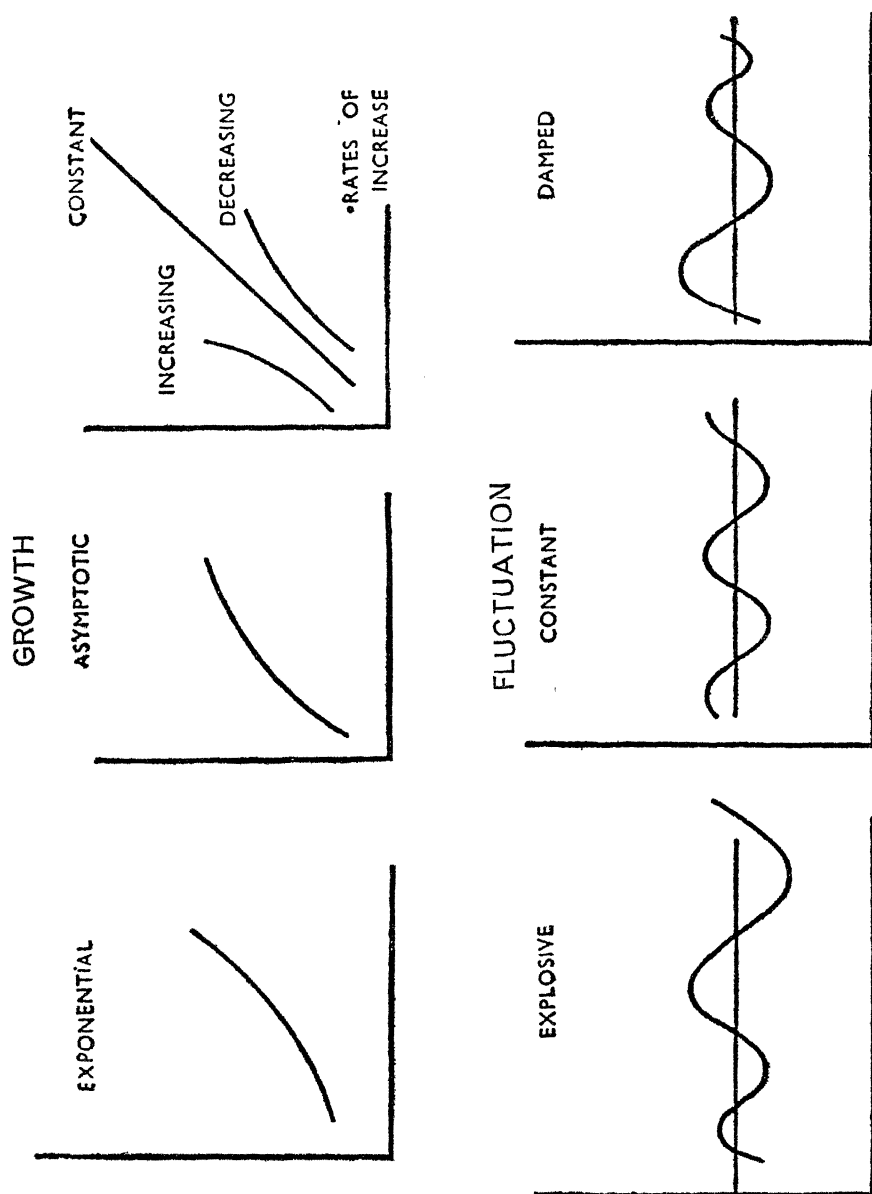 GROWTH
EXPONENTIAL
ASYMPTOTIC
CONSTANT
INCREASING
DECREASING
•RATES OF
INCREASE
FLUCTUATION
EXPLOSIVE
CONSTANT
DAMPED